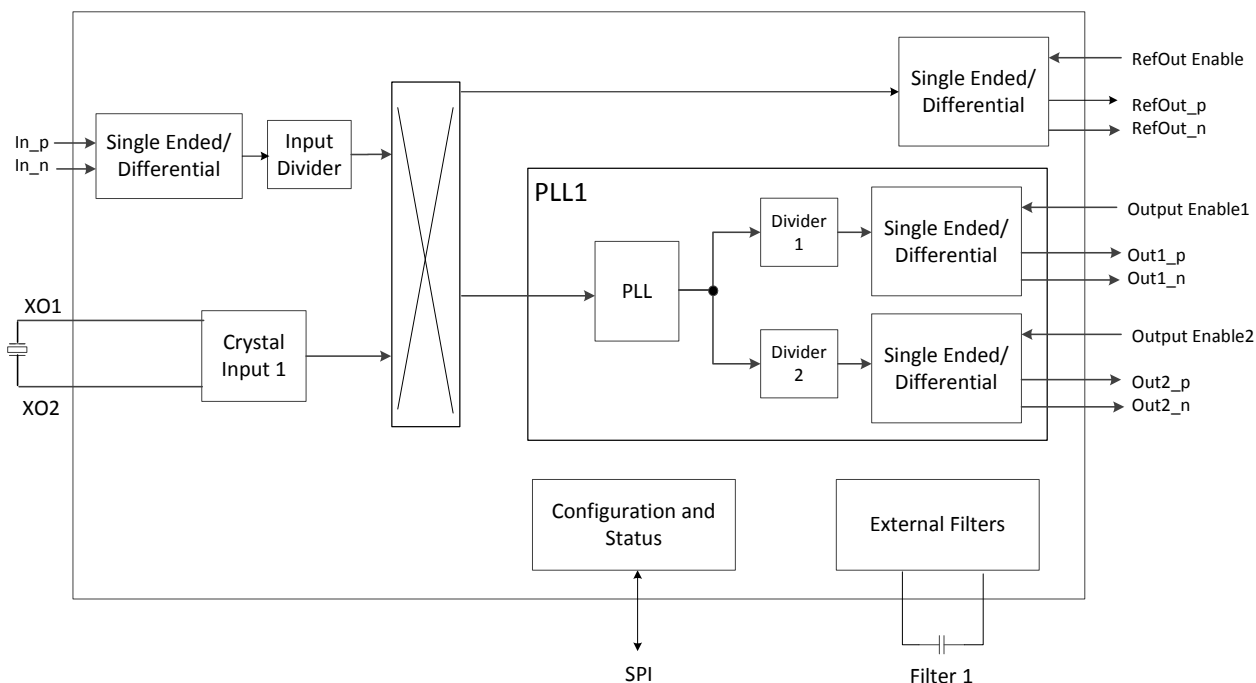 RefOut Enable
Single Ended/
Differential
RefOut_p
RefOut_n
In_p
In_n
Single Ended/
Differential
Input
Divider
PLL1
Divider
1
Single Ended/
Differential
Output Enable1
Out1_p
Out1_n
PLL
XO1
XO2
Crystal
Input 1
Divider
2
Single Ended/
Differential
Output Enable2
Out2_p
Out2_n
Configuration and
Status
External Filters
SPI
Filter 1